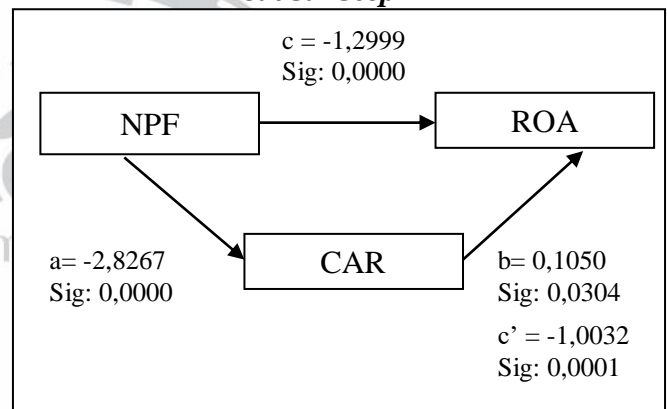 c = -1,2999
Sig: 0,0000
NPF
ROA
a= -2,8267
Sig: 0,0000
CAR
b= 0,1050
Sig: 0,0304
c’ = -1,0032
Sig: 0,0001